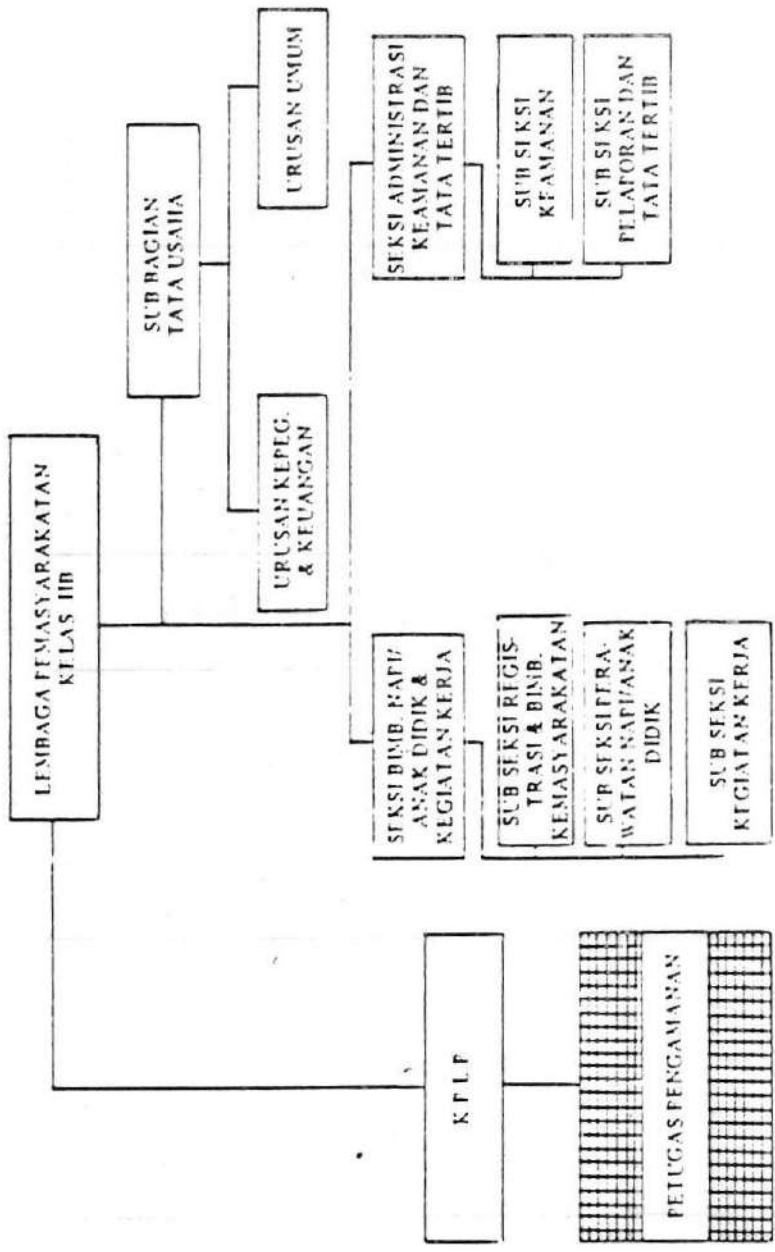 LEMBAGA PEMASYARAKATAN
KELAS IIB
SUB BAGIAN
TATA USAHA
URUSAN KEPEG.
& KEUANGAN
URUSAN UMUM
KPLP
PETUGAS PENGAMANAN
SEKSI BIMB. NAPI/
ANAK DIDIK &
KEGIATAN KERJA
SUB SEKSI REGIS-
TRASI & BIMB.
KEMASYARAKATAN
SUB SEKSI PERA-
WATAN NAPI/ANAK
DIDIK
SUB SEKSI
KEGIATAN KERJA
SEKSI ADMINISTRASI
KEAMANAN DAN
TATA TERTIB
SUB SEKSI
KEAMANAN
SUB SEKSI
PELAPORAN DAN
TATA TERTIB